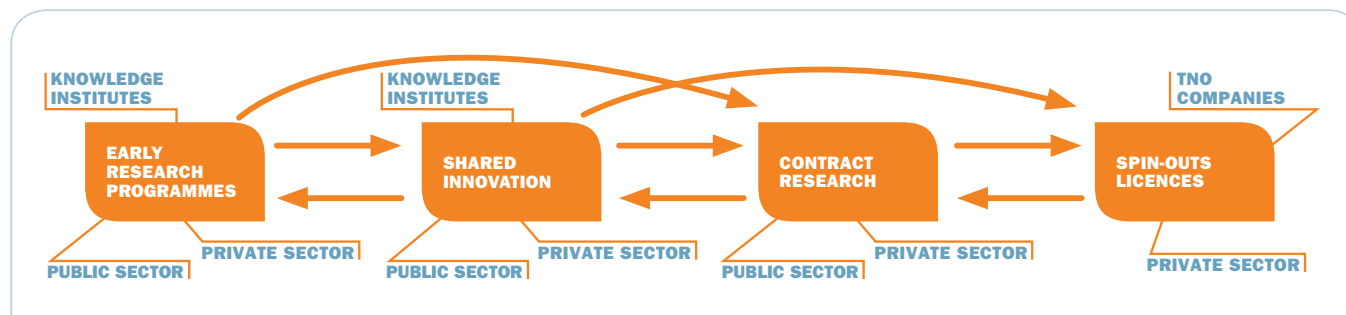 KNOWLEDGE
INSTITUTES
KNOWLEDGE
INSTITUTES
TNO
COMPANIES
EARLY
RESEARCH
PROGRAMMES
SHARED
INNOVATION
CONTRACT
RESEARCH
SPIN-OUTS
LICENCES
PRIVATE SECTOR
PUBLIC SECTOR
PRIVATE SECTOR
PUBLIC SECTOR
PRIVATE SECTOR
PUBLIC SECTOR
PRIVATE SECTOR